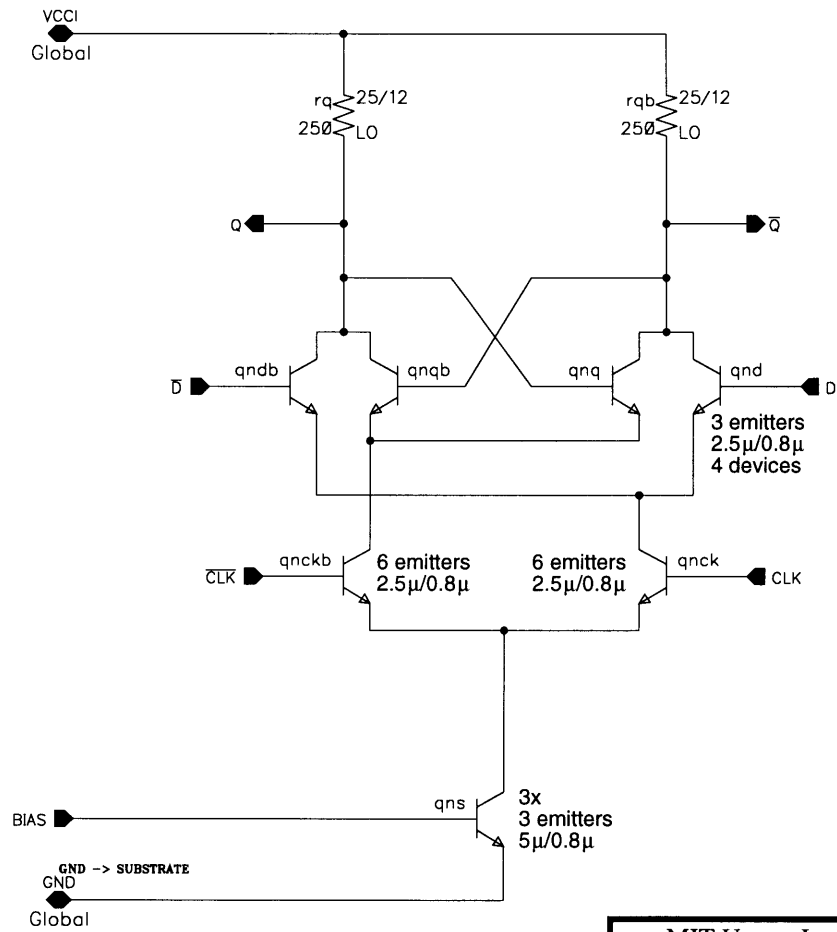 VCCI
Global
rq 25/12
250 LO
rqb 25/12
250 LO
Q
Q̅
qndb
qnqb
qnq
qnd
D̅
D
3 emitters
2.5μ/0.8μ
4 devices
qnckb
6 emitters
2.5μ/0.8μ
6 emitters
2.5μ/0.8μ
qnck
C̅L̅K̅
CLK
qns
3x
3 emitters
5μ/0.8μ
BIAS
GND -> SUBSTRATE
GND
Global